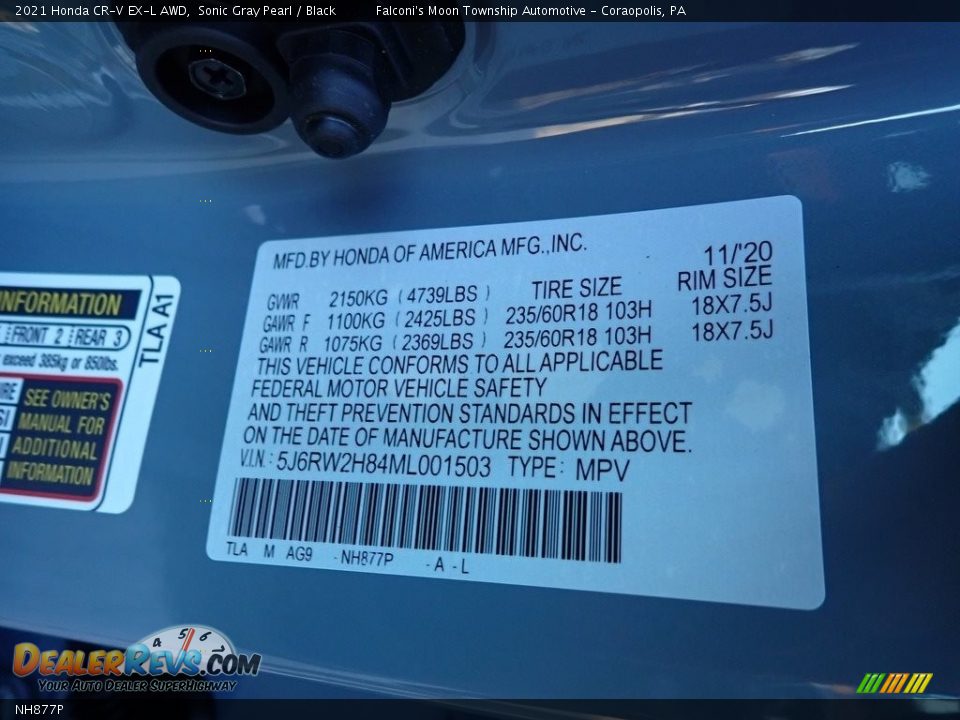 2021 Honda CR-V EX-L AWD, Sonic Gray Pearl / Black Falconi's Moon Township Automotive - Coraopolis, PA
MFD.BY HONDA OF AMERICA MFG.,INC. 11/'20
GVWR 2150KG (4739LBS) TIRE SIZE RIM SIZE
GAWR F 1100KG (2425LBS) 235/60R18 103H 18X7.5J
GAWR R 1075KG (2369LBS) 235/60R18 103H 18X7.5J
THIS VEHICLE CONFORMS TO ALL APPLICABLE
FEDERAL MOTOR VEHICLE SAFETY
AND THEFT PREVENTION STANDARDS IN EFFECT
ON THE DATE OF MANUFACTURE SHOWN ABOVE.
V.I.N.: 5J6RW2H84ML001503 TYPE: MPV
TLA M AG9 -NH877P -A -L
INFORMATION
FRONT 2 REAR 3
exceed 385kg or 850lbs.
SEE OWNER'S
MANUAL FOR
ADDITIONAL
INFORMATION
TLA A1
4 5 6
DealerRevs.com
Your Auto Dealer SuperHighway
NH877P